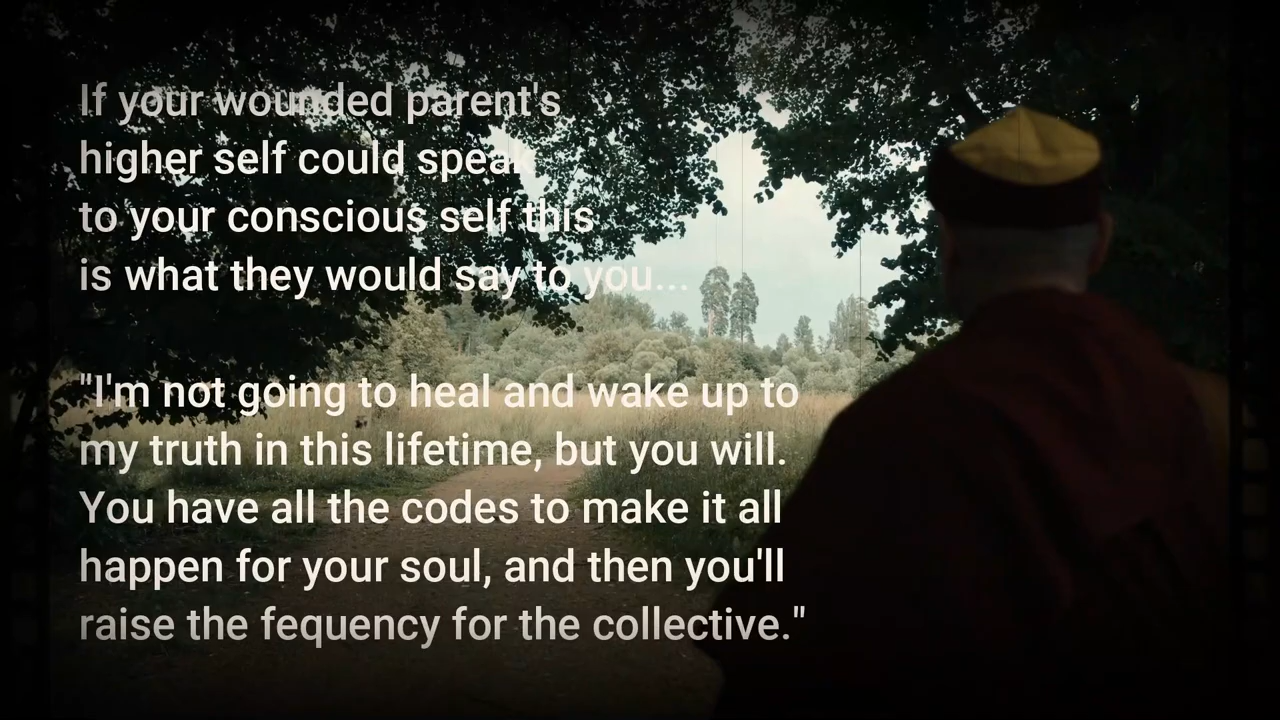 If your wounded parent's
higher self could speak
to your conscious self this
is what they would say to you...
"I'm not going to heal and wake up to
my truth in this lifetime, but you will.
You have all the codes to make it all
happen for your soul, and then you'll
raise the fequency for the collective."